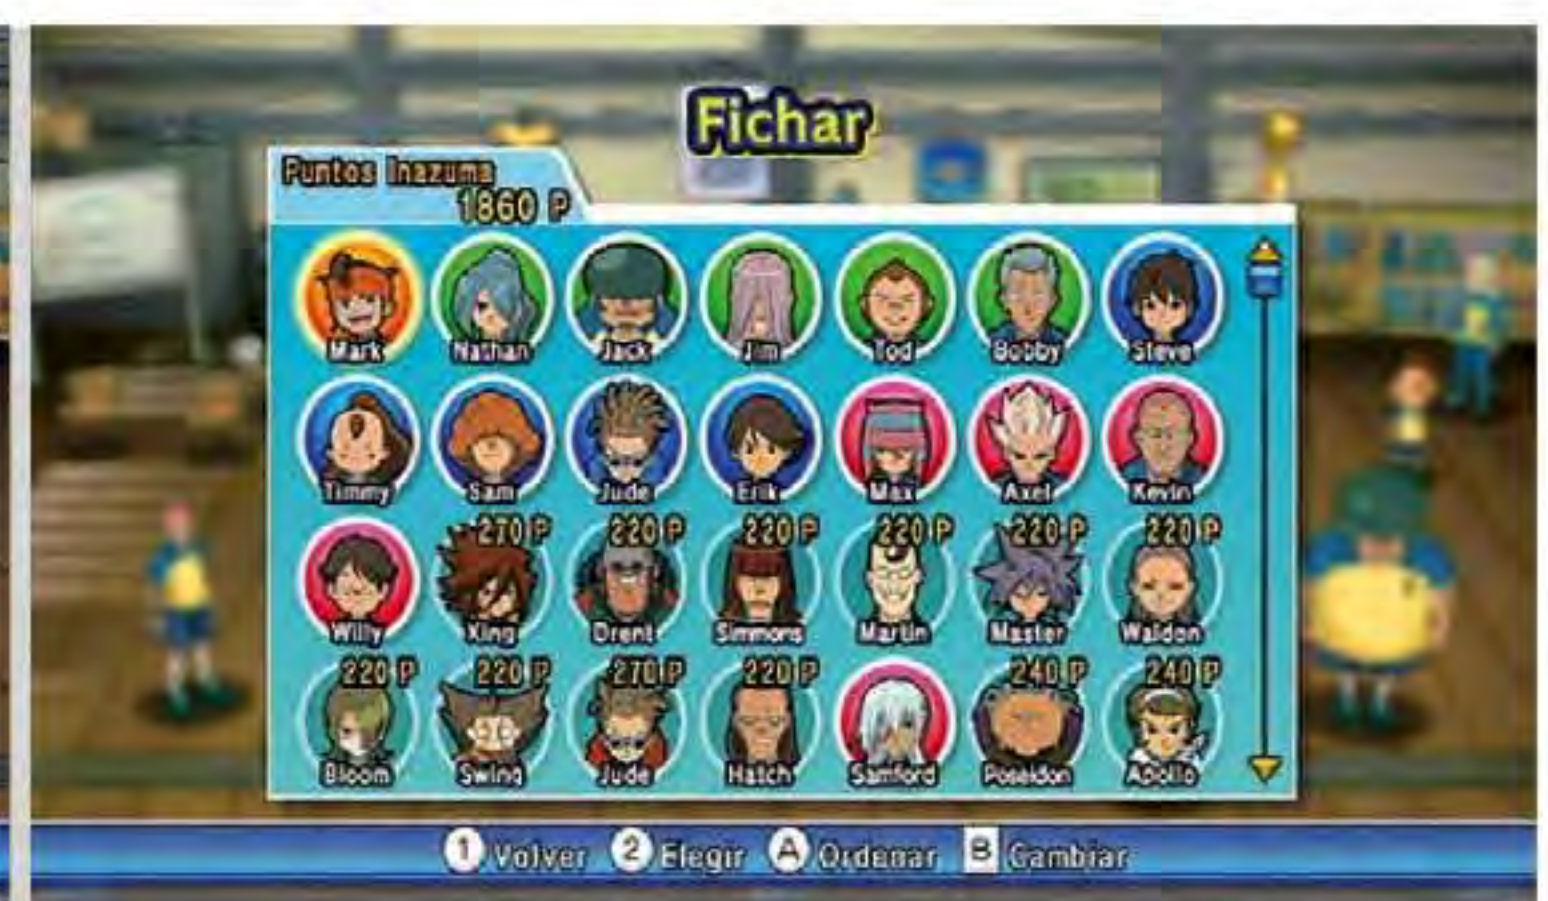 Fichar
Puntos Inazuma
1860 P
Mark Nathan Jack Jim Tod Bobby Steve
Timmy Sam Jude Erik Max Axel Kevin
270 P 220 P 220 P 220 P 220 P 220 P
Willy King Drent Simmons Martin Master Waldon
220 P 220 P 270 P 220 P 240 P 240 P
Bloom Swing Jude Hatch Samford Poseidon Apollo
1 Volver 2 Elegir A Ordenar B Cambiar